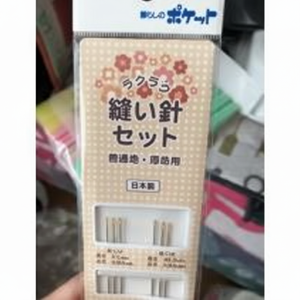 暮らしの ポケット
ラクラク
縫い針
セット
普通地・厚地用
日本製